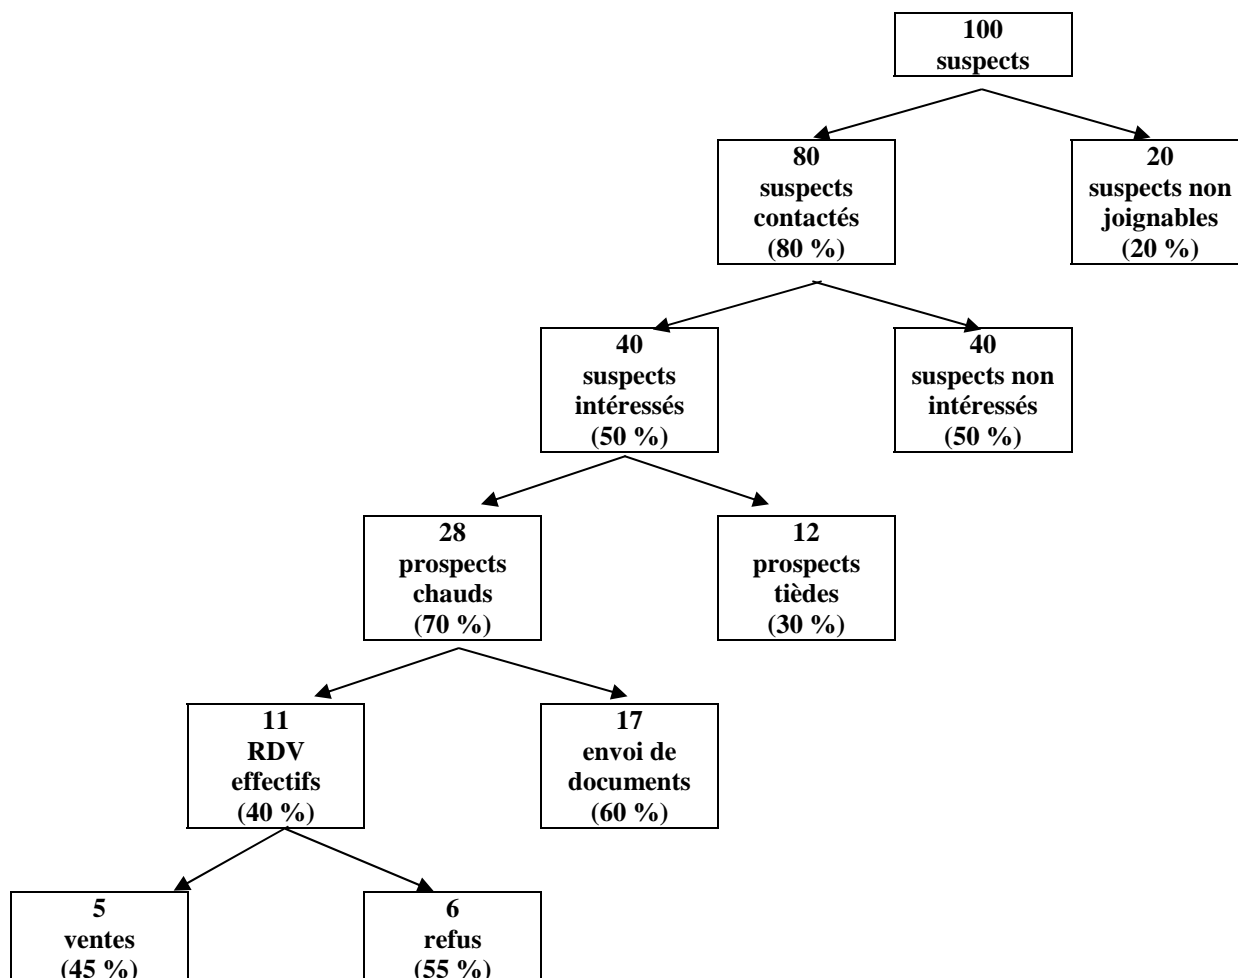 100
suspects
80
suspects
contactés
(80 %)
20
suspects non
joignables
(20 %)
40
suspects
intéressés
(50 %)
40
suspects non
intéressés
(50 %)
28
prospects
chauds
(70 %)
12
prospects
tièdes
(30 %)
11
RDV
effectifs
(40 %)
17
envoi de
documents
(60 %)
5
ventes
(45 %)
6
refus
(55 %)